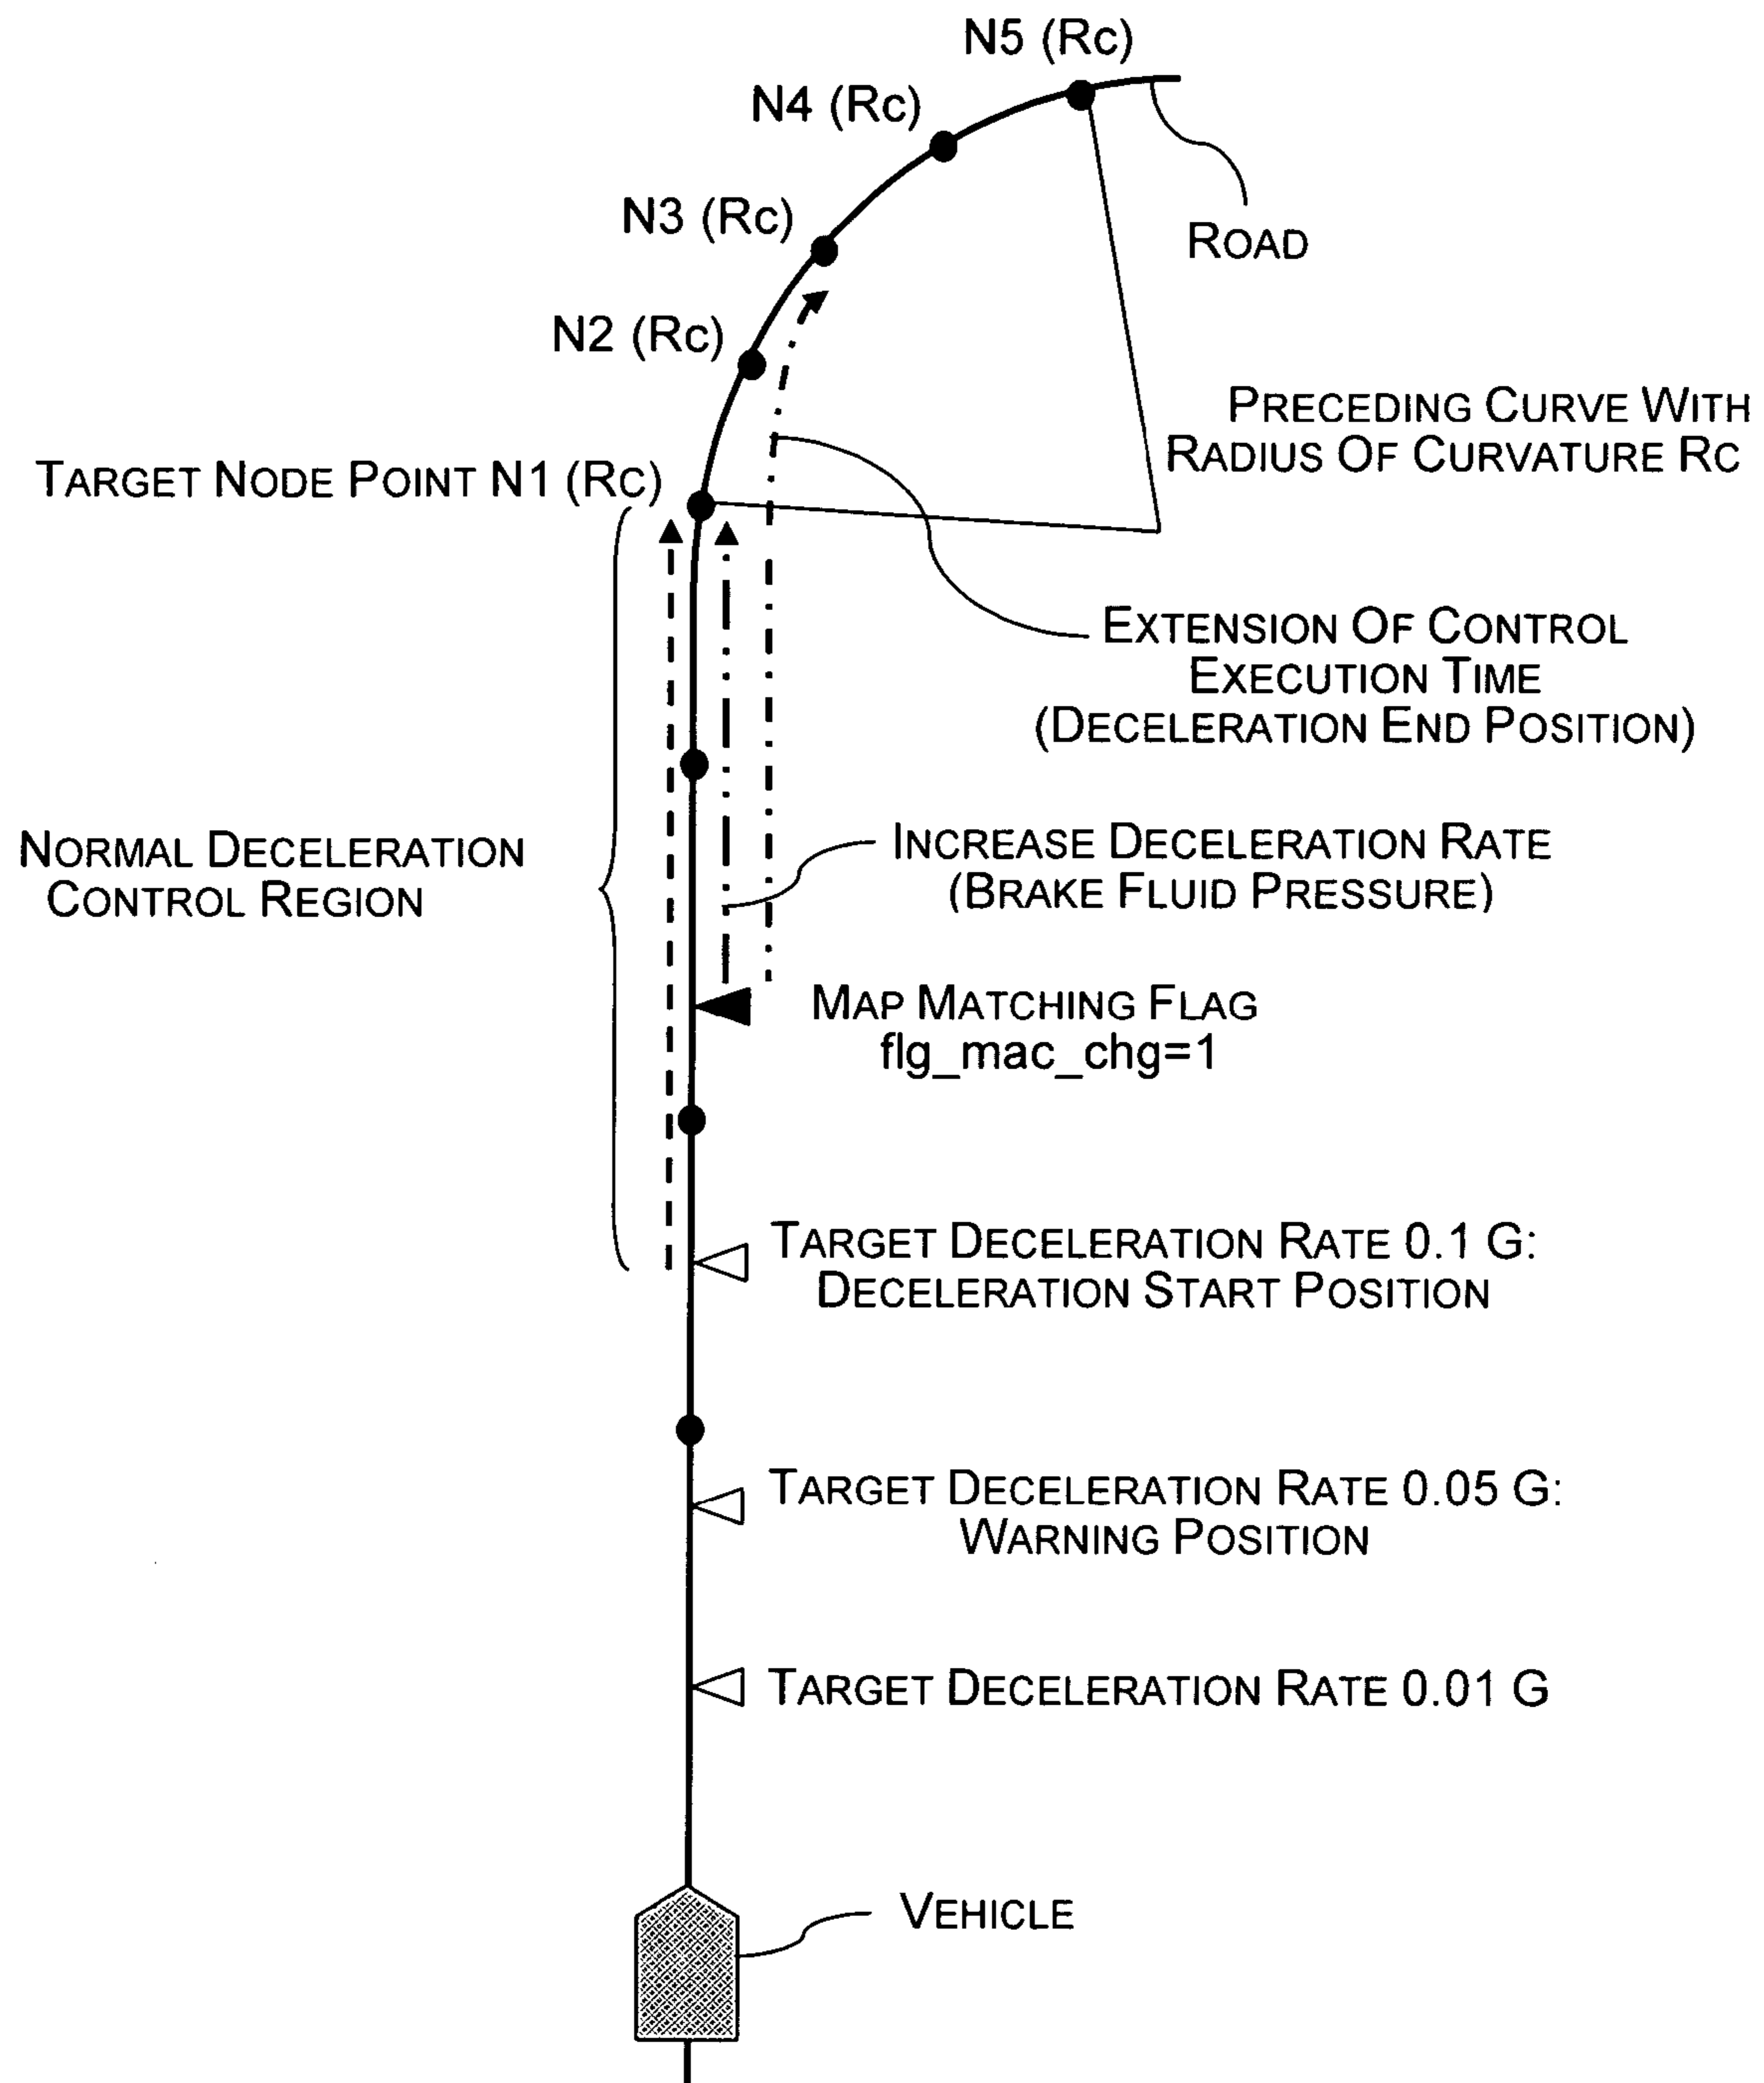 N5 (Rc)
N4 (Rc)
N3 (Rc)
ROAD
N2 (Rc)
PRECEDING CURVE WITH
RADIUS OF CURVATURE RC
TARGET NODE POINT N1 (RC)
EXTENSION OF CONTROL
EXECUTION TIME
(DECELERATION END POSITION)
NORMAL DECELERATION
CONTROL REGION
INCREASE DECELERATION RATE
(BRAKE FLUID PRESSURE)
MAP MATCHING FLAG
flg_mac_chg=1
TARGET DECELERATION RATE 0.1 G:
DECELERATION START POSITION
TARGET DECELERATION RATE 0.05 G:
WARNING POSITION
TARGET DECELERATION RATE 0.01 G
VEHICLE